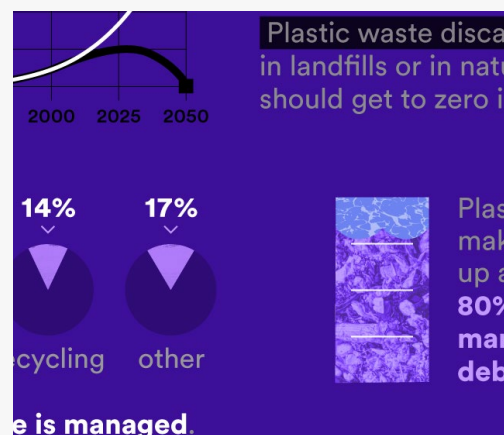 Plastic waste disca
in landfills or in nat
should get to zero i
2000 2025 2050
14% 17%
ecycling other
Plas
mak
up a
80%
mar
deb
e is managed.